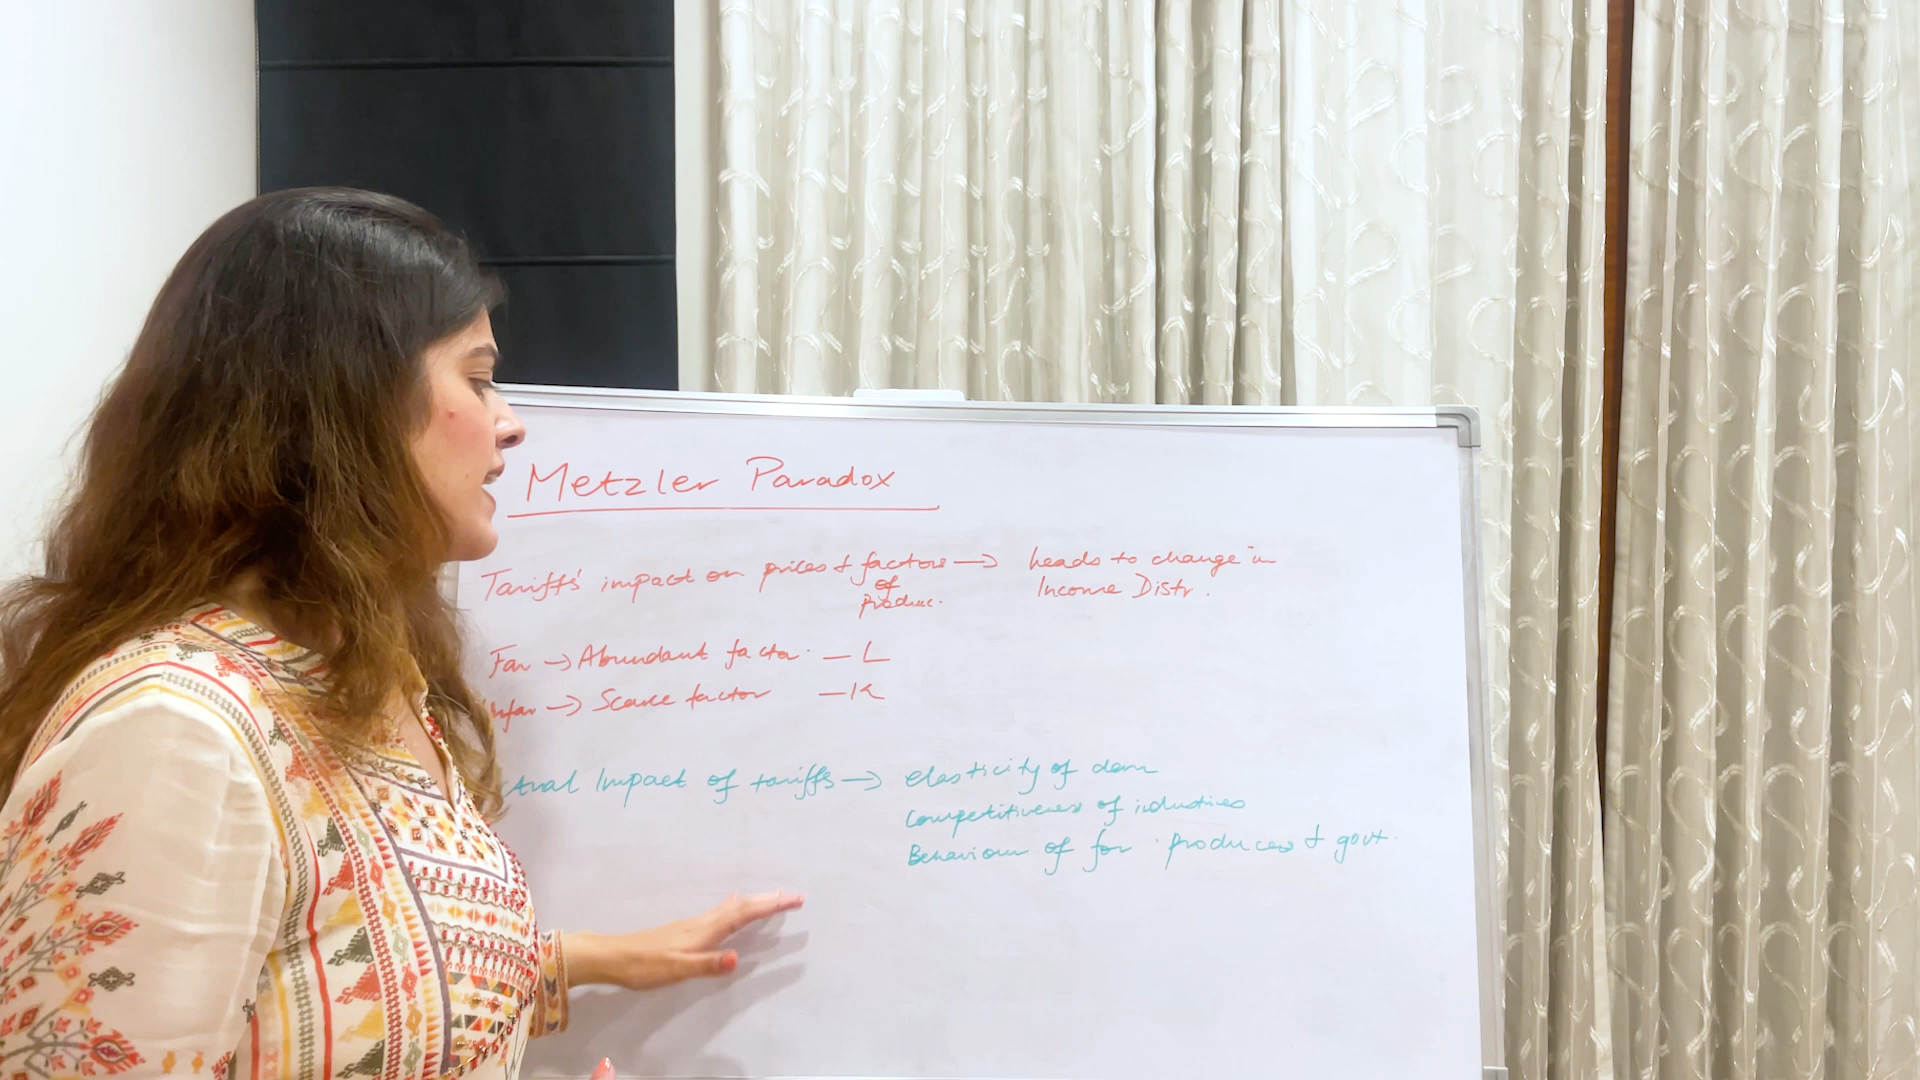 Metzler Paradox
Tariffs' impact on prices & factors → leads to change in
of
produc.
Income Distr.
Fav → Abundant factor — L
→ Scarce factor — K
Impact of tariffs → elasticity of dem
Competitiveness of industries
Behaviour of for producers & govt.